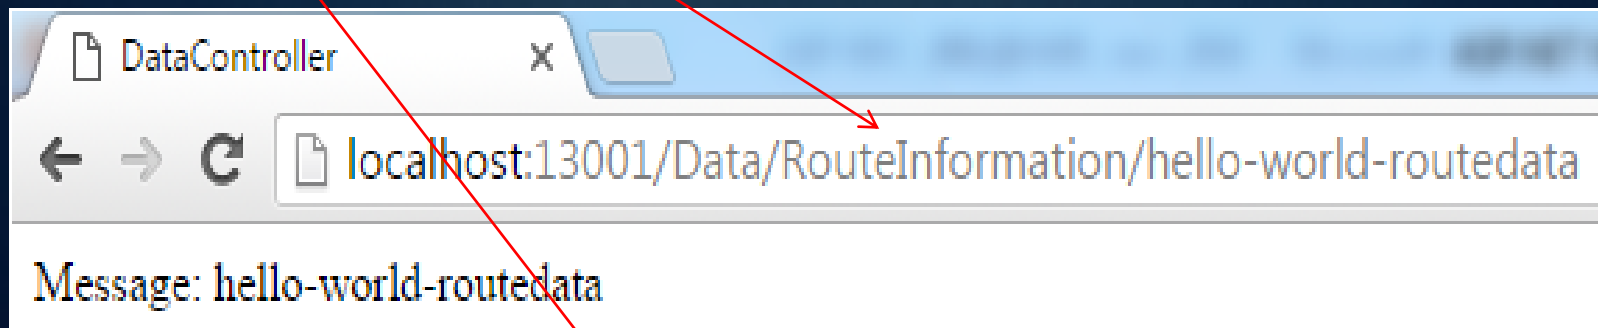 DataController
localhost:13001/Data/RouteInformation/hello-world-routedata
Message: hello-world-routedata